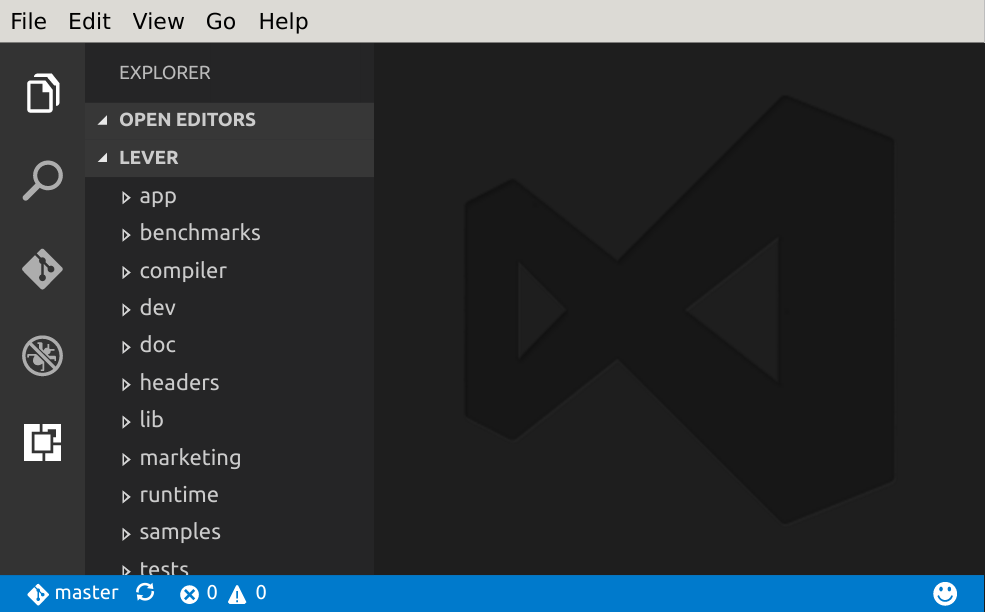 File Edit View Go Help
EXPLORER
OPEN EDITORS
LEVER
app
benchmarks
compiler
dev
doc
headers
lib
marketing
runtime
samples
tests
master 0 0